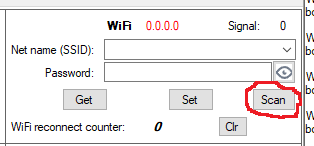 WiFi 0.0.0.0 Signal: 0
Net name (SSID):
Password:
Get Set Scan
WiFi reconnect counter: 0 Clr